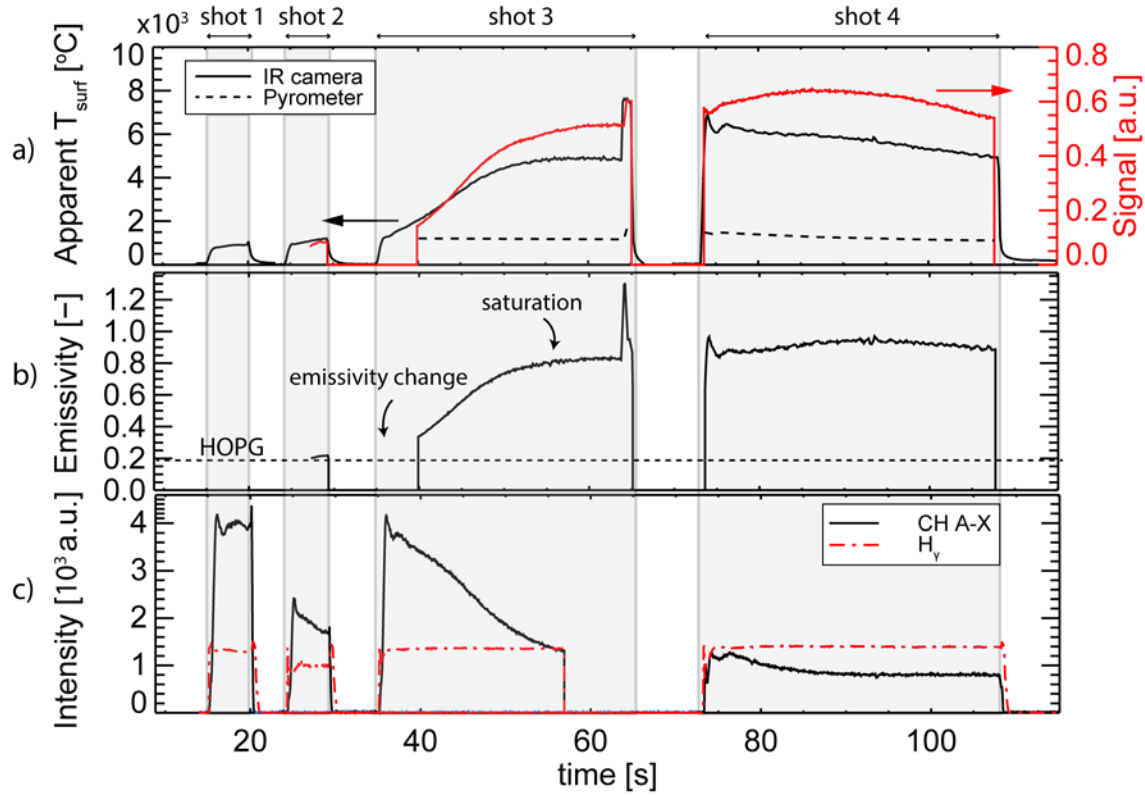 shot 1 shot 2 shot 3 shot 4
×10³
a)
Apparent T_surf [ºC]
10
8
6
4
2
0
IR camera
Pyrometer
0.8
0.6
0.4
0.2
0.0
Signal [a.u.]
b)
Emissivity [−]
1.2
1.0
0.8
0.6
0.4
0.2
0.0
saturation
emissivity change
HOPG
c)
Intensity [10³ a.u.]
4
3
2
1
0
CH A-X
Hγ
20 40 60 80 100
time [s]